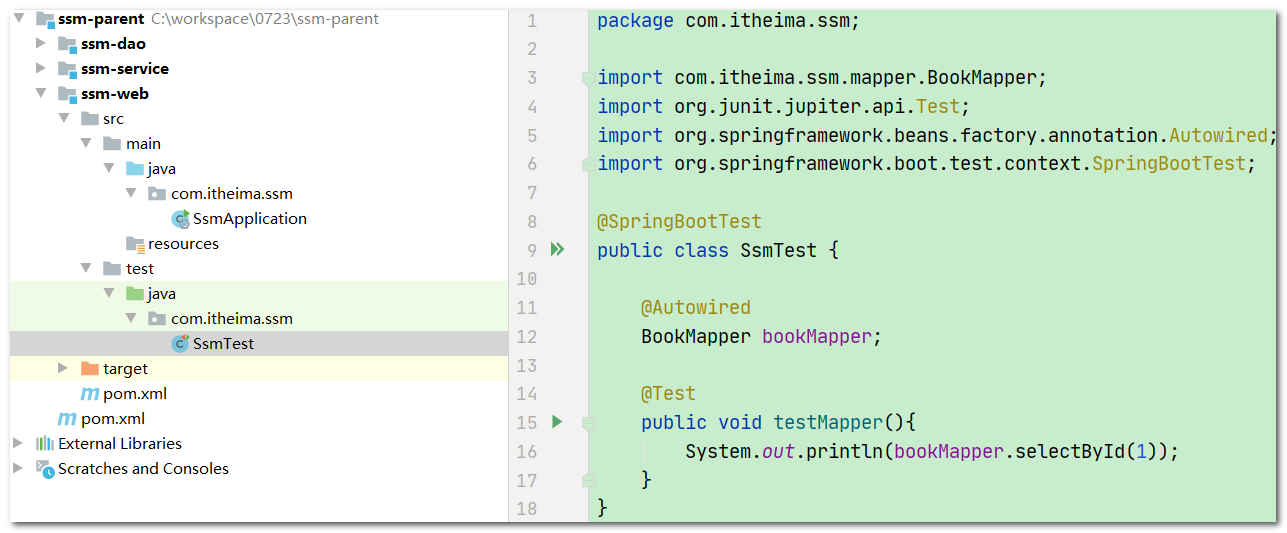 ssm-parent C:\workspace\0723\ssm-parent
ssm-dao
ssm-service
ssm-web
src
main
java
com.itheima.ssm
SsmApplication
resources
test
java
com.itheima.ssm
SsmTest
target
pom.xml
pom.xml
External Libraries
Scratches and Consoles
1 package com.itheima.ssm;
2
3 import com.itheima.ssm.mapper.BookMapper;
4 import org.junit.jupiter.api.Test;
5 import org.springframework.beans.factory.annotation.Autowired;
6 import org.springframework.boot.test.context.SpringBootTest;
7
8 @SpringBootTest
9 public class SsmTest {
10
11 @Autowired
12 BookMapper bookMapper;
13
14 @Test
15 public void testMapper(){
16 System.out.println(bookMapper.selectById(1));
17 }
18 }